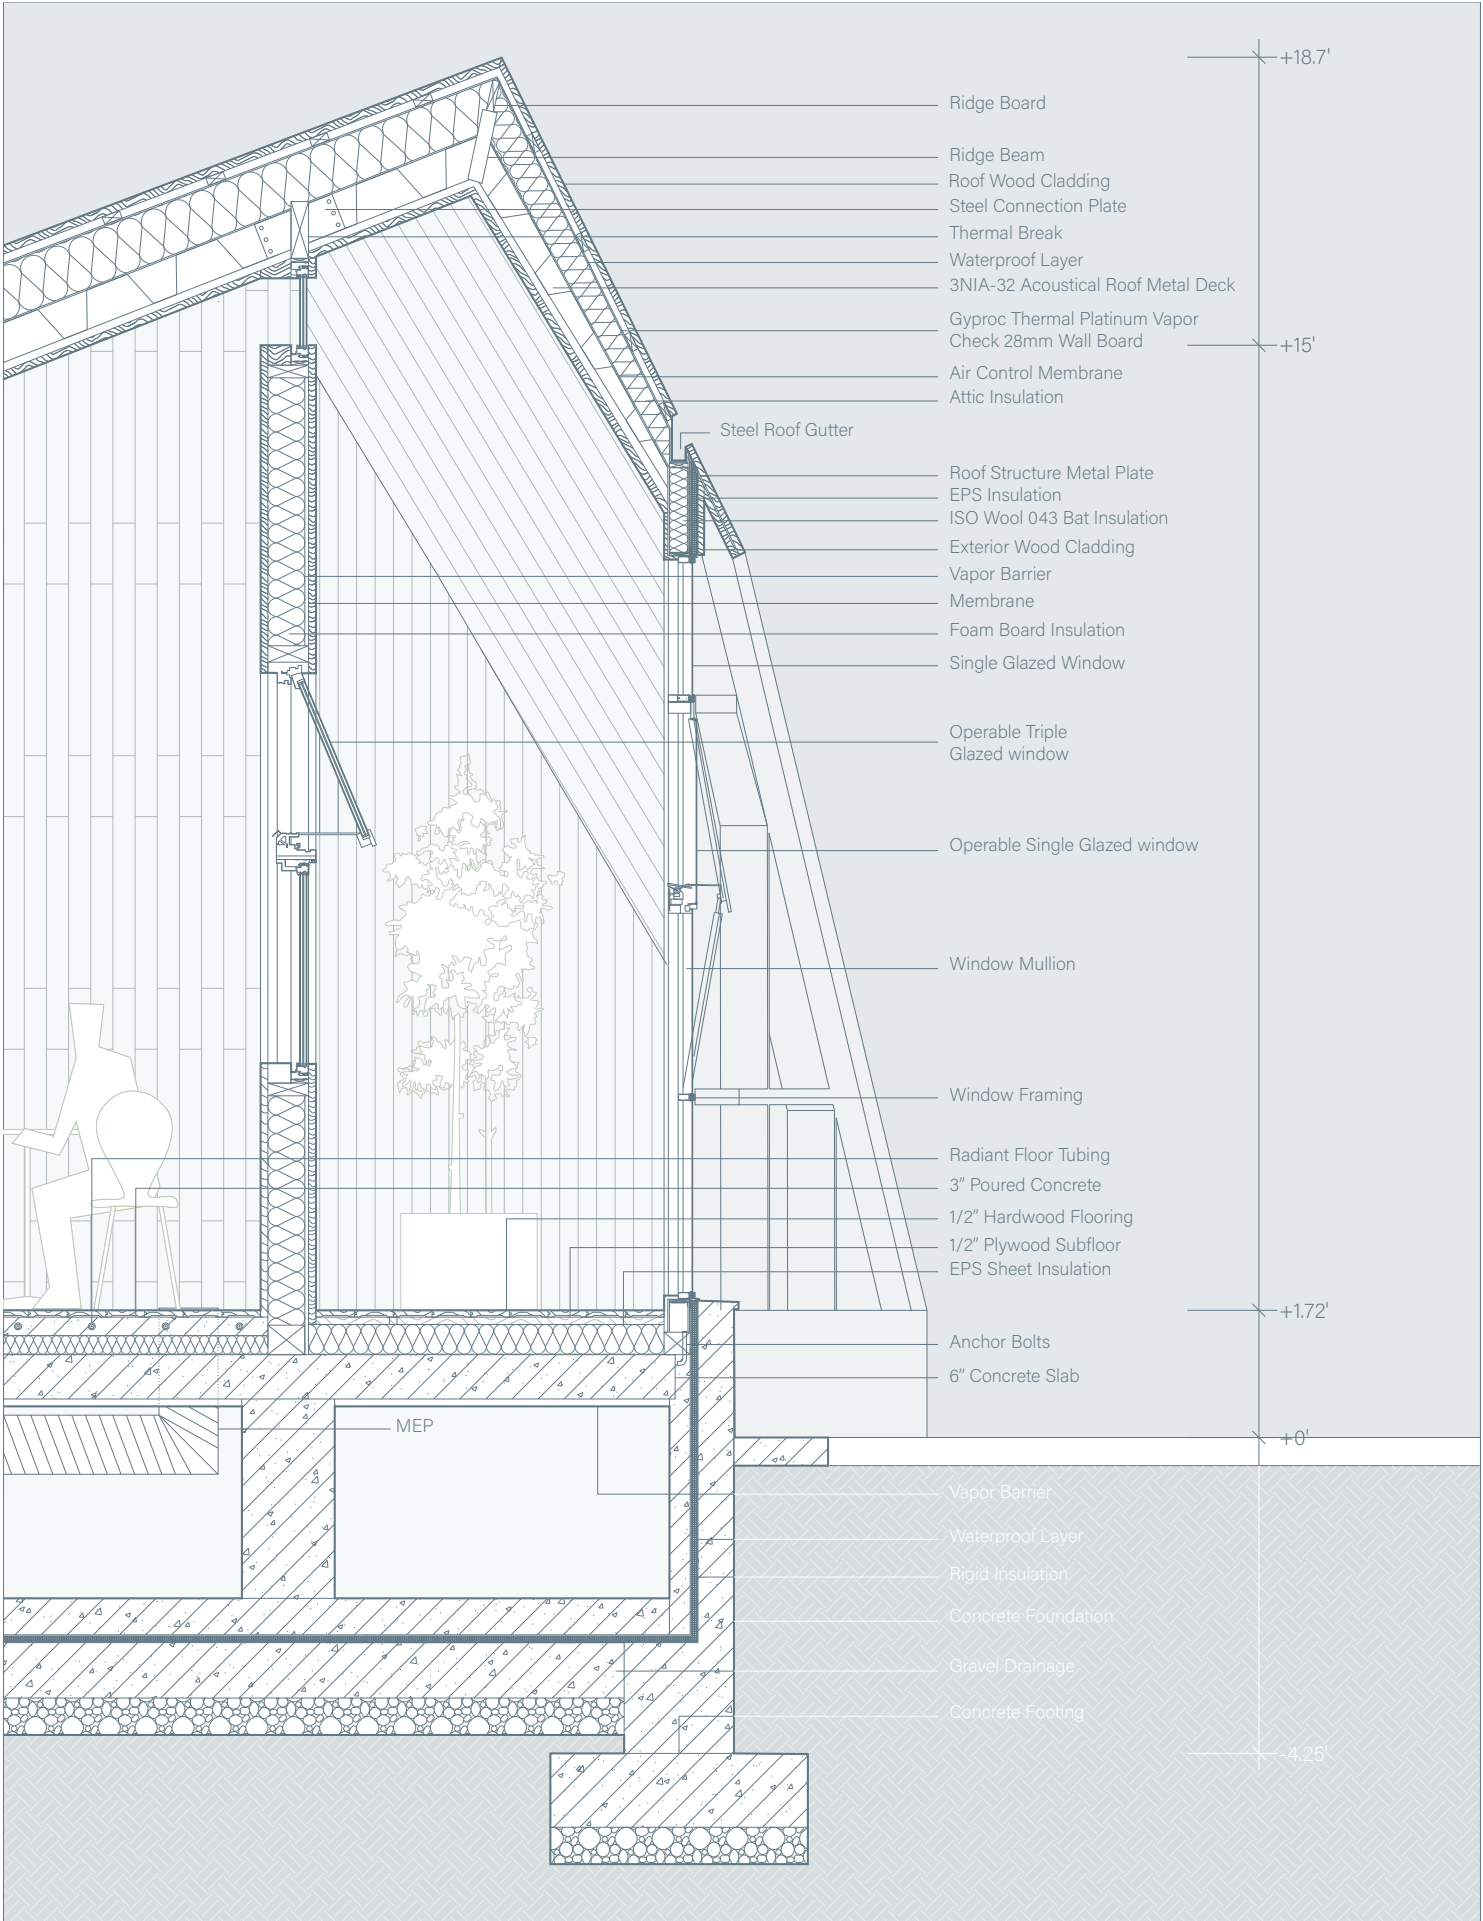 +18.7'
Ridge Board
Ridge Beam
Roof Wood Cladding
Steel Connection Plate
Thermal Break
Waterproof Layer
3NIA-32 Acoustical Roof Metal Deck
Gyproc Thermal Platinum Vapor
Check 28mm Wall Board
+15'
Air Control Membrane
Attic Insulation
Steel Roof Gutter
Roof Structure Metal Plate
EPS Insulation
ISO Wool 043 Bat Insulation
Exterior Wood Cladding
Vapor Barrier
Membrane
Foam Board Insulation
Single Glazed Window
Operable Triple
Glazed window
Operable Single Glazed window
Window Mullion
Window Framing
Radiant Floor Tubing
3" Poured Concrete
1/2" Hardwood Flooring
1/2" Plywood Subfloor
EPS Sheet Insulation
+1.72'
Anchor Bolts
6" Concrete Slab
MEP
+0'
Vapor Barrier
Waterproof Layer
Rigid Insulation
Concrete Foundation
Gravel Drainage
Concrete Footing
-4.25'